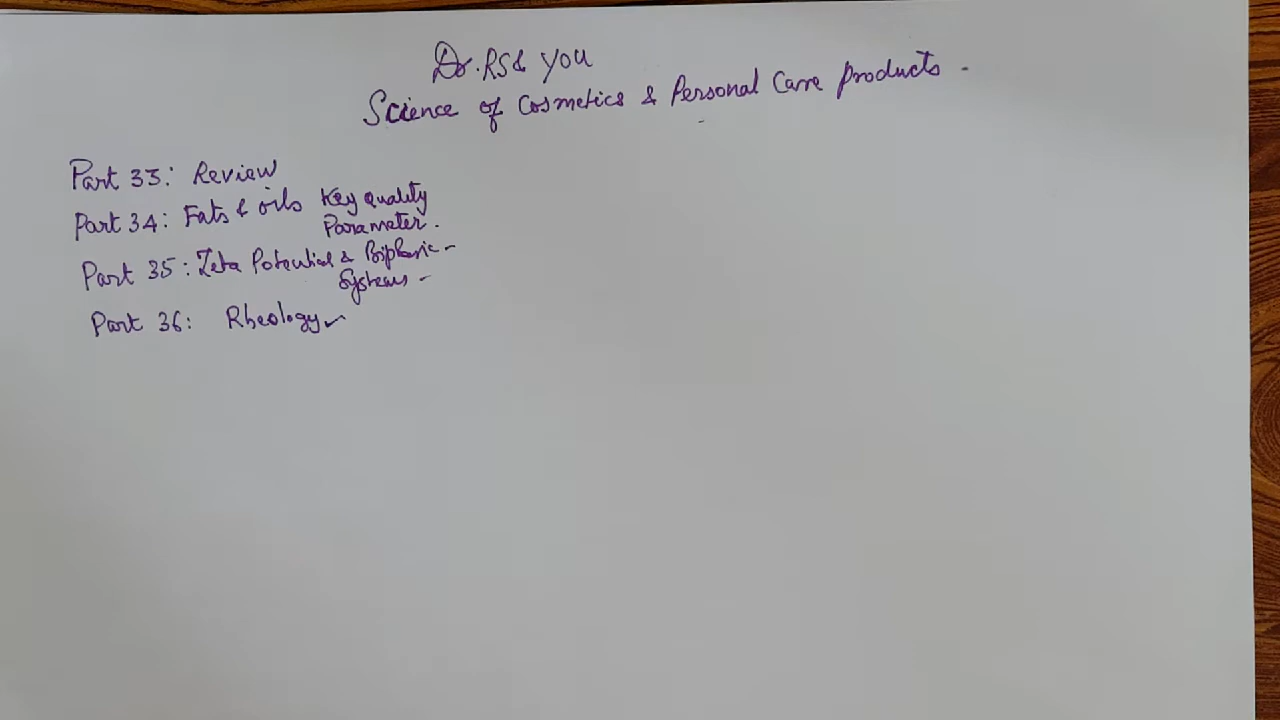 Dr. RS & YOU
Science of Cosmetics & Personal Care Products -
Part 33: Review
Part 34: Fats & oils Key Quality
Parameter.
Part 35: Zeta Potential & Biphasic -
Systems -
Part 36: Rheology ✓